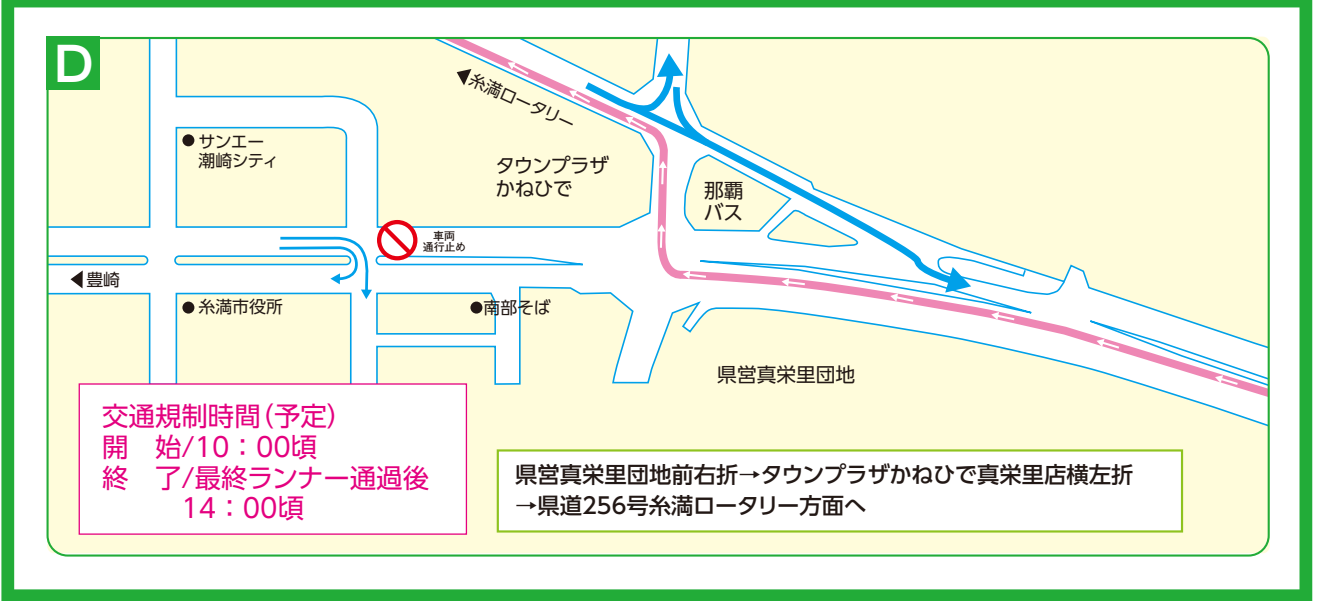 D
◀糸満ロータリー
●サンエー
潮崎シティ
タウンプラザ
かねひで
那覇
バス
車両
通行止め
◀豊崎
●糸満市役所
●南部そば
県営真栄里団地
交通規制時間(予定)
開　始/10：00頃
終　了/最終ランナー通過後
14：00頃
県営真栄里団地前右折→タウンプラザかねひで真栄里店横左折
→県道256号糸満ロータリー方面へ